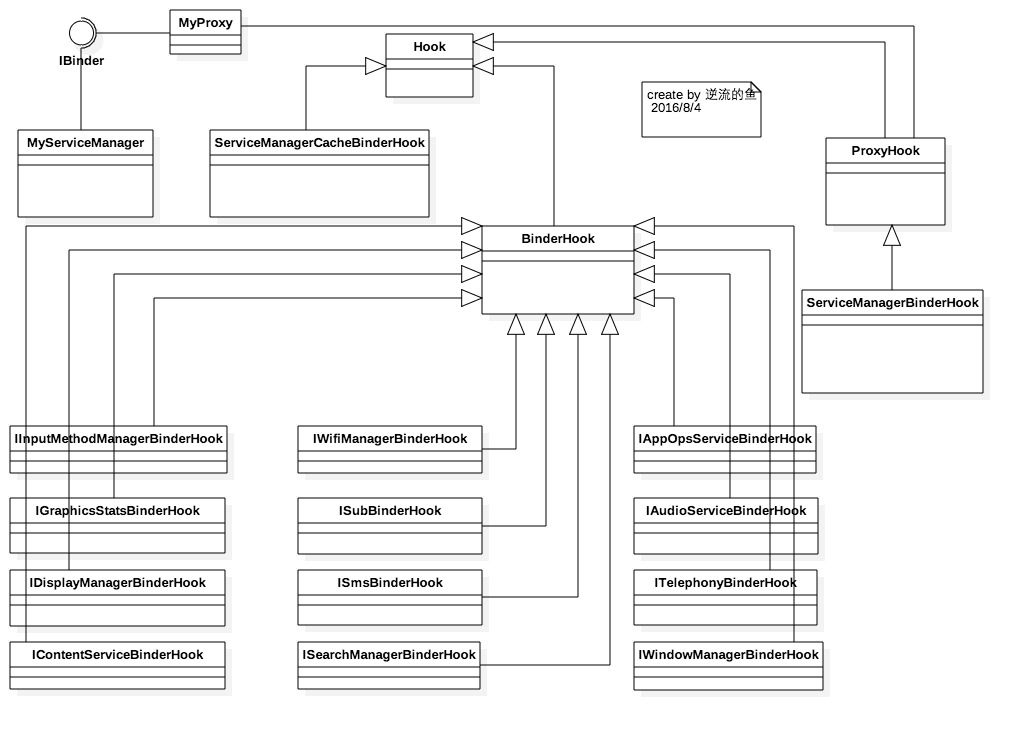 MyProxy
Hook
IBinder
create by 逆流的鱼
2016/8/4
MyServiceManager
ServiceManagerCacheBinderHook
ProxyHook
BinderHook
ServiceManagerBinderHook
IInputMethodManagerBinderHook
IWifiManagerBinderHook
IAppOpsServiceBinderHook
IGraphicsStatsBinderHook
ISubBinderHook
IAudioServiceBinderHook
IDisplayManagerBinderHook
ISmsBinderHook
ITelephonyBinderHook
IContentServiceBinderHook
ISearchManagerBinderHook
IWindowManagerBinderHook